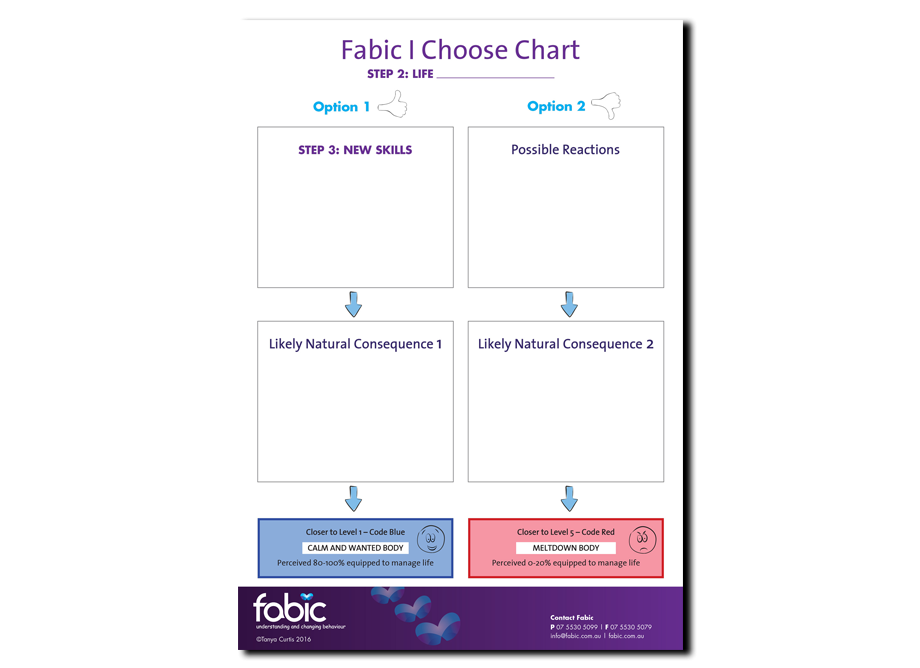 Fabic I Choose Chart
STEP 2: LIFE
Option 1
Option 2
STEP 3: NEW SKILLS
Possible Reactions
Likely Natural Consequence 1
Likely Natural Consequence 2
Closer to Level 1 – Code Blue
CALM AND WANTED BODY
Perceived 80-100% equipped to manage life
Closer to Level 5 – Code Red
MELTDOWN BODY
Perceived 0-20% equipped to manage life
fabic
understanding and changing behaviour
©Tanya Curtis 2016
Contact Fabic
P 07 5530 5099 | F 07 5530 5079
info@fabic.com.au | fabic.com.au